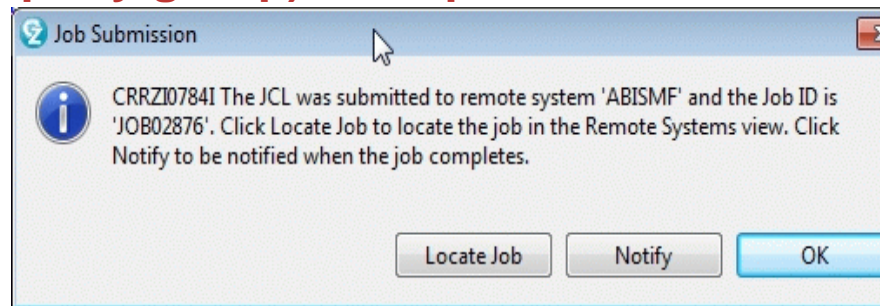 Job Submission
CRRZI0784I The JCL was submitted to remote system 'ABISMF' and the Job ID is
'JOB02876'. Click Locate Job to locate the job in the Remote Systems view. Click
Notify to be notified when the job completes.
Locate Job Notify OK